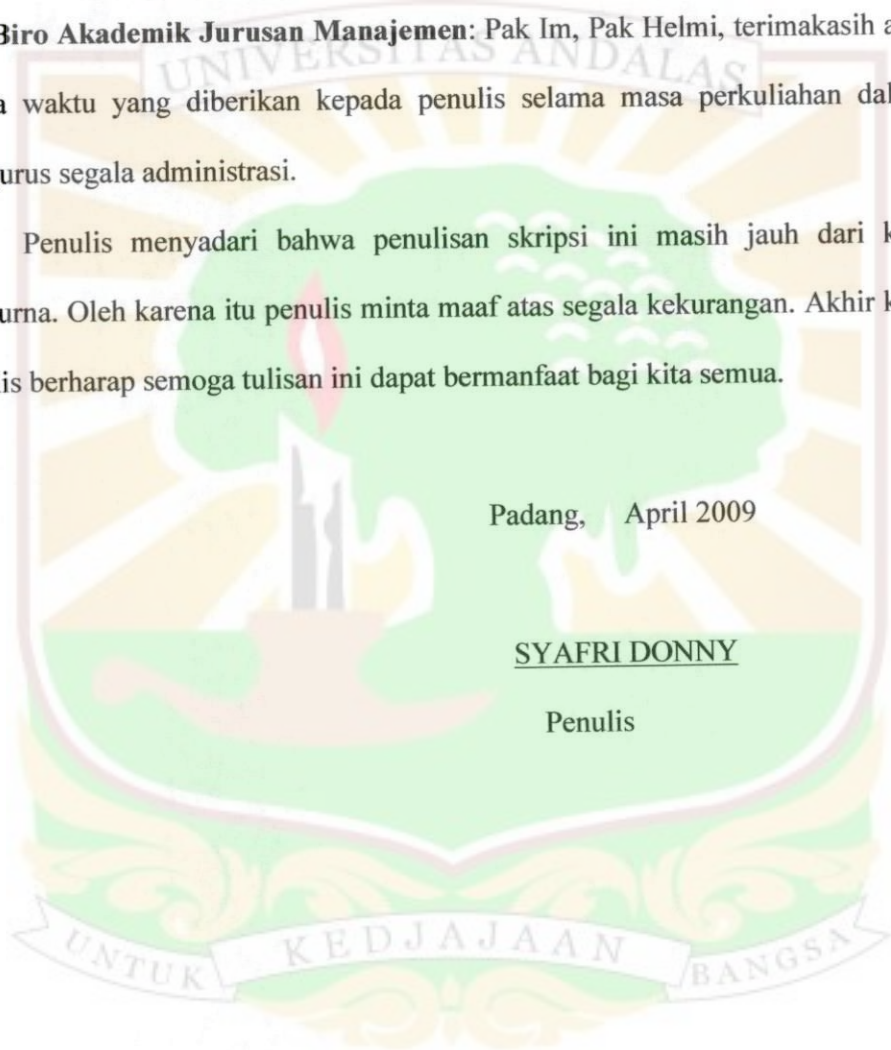 Biro Akademik Jurusan Manajemen: Pak Im, Pak Helmi, terimakasih a
UNIVERSITAS ANDALAS
waktu yang diberikan kepada penulis selama masa perkuliahan dal
urus segala administrasi.
Penulis menyadari bahwa penulisan skripsi ini masih jauh dari k
urna. Oleh karena itu penulis minta maaf atas segala kekurangan. Akhir k
is berharap semoga tulisan ini dapat bermanfaat bagi kita semua.
Padang, April 2009
SYAFRI DONNY
Penulis
UNTUK KEDJAJAAN BANGSA